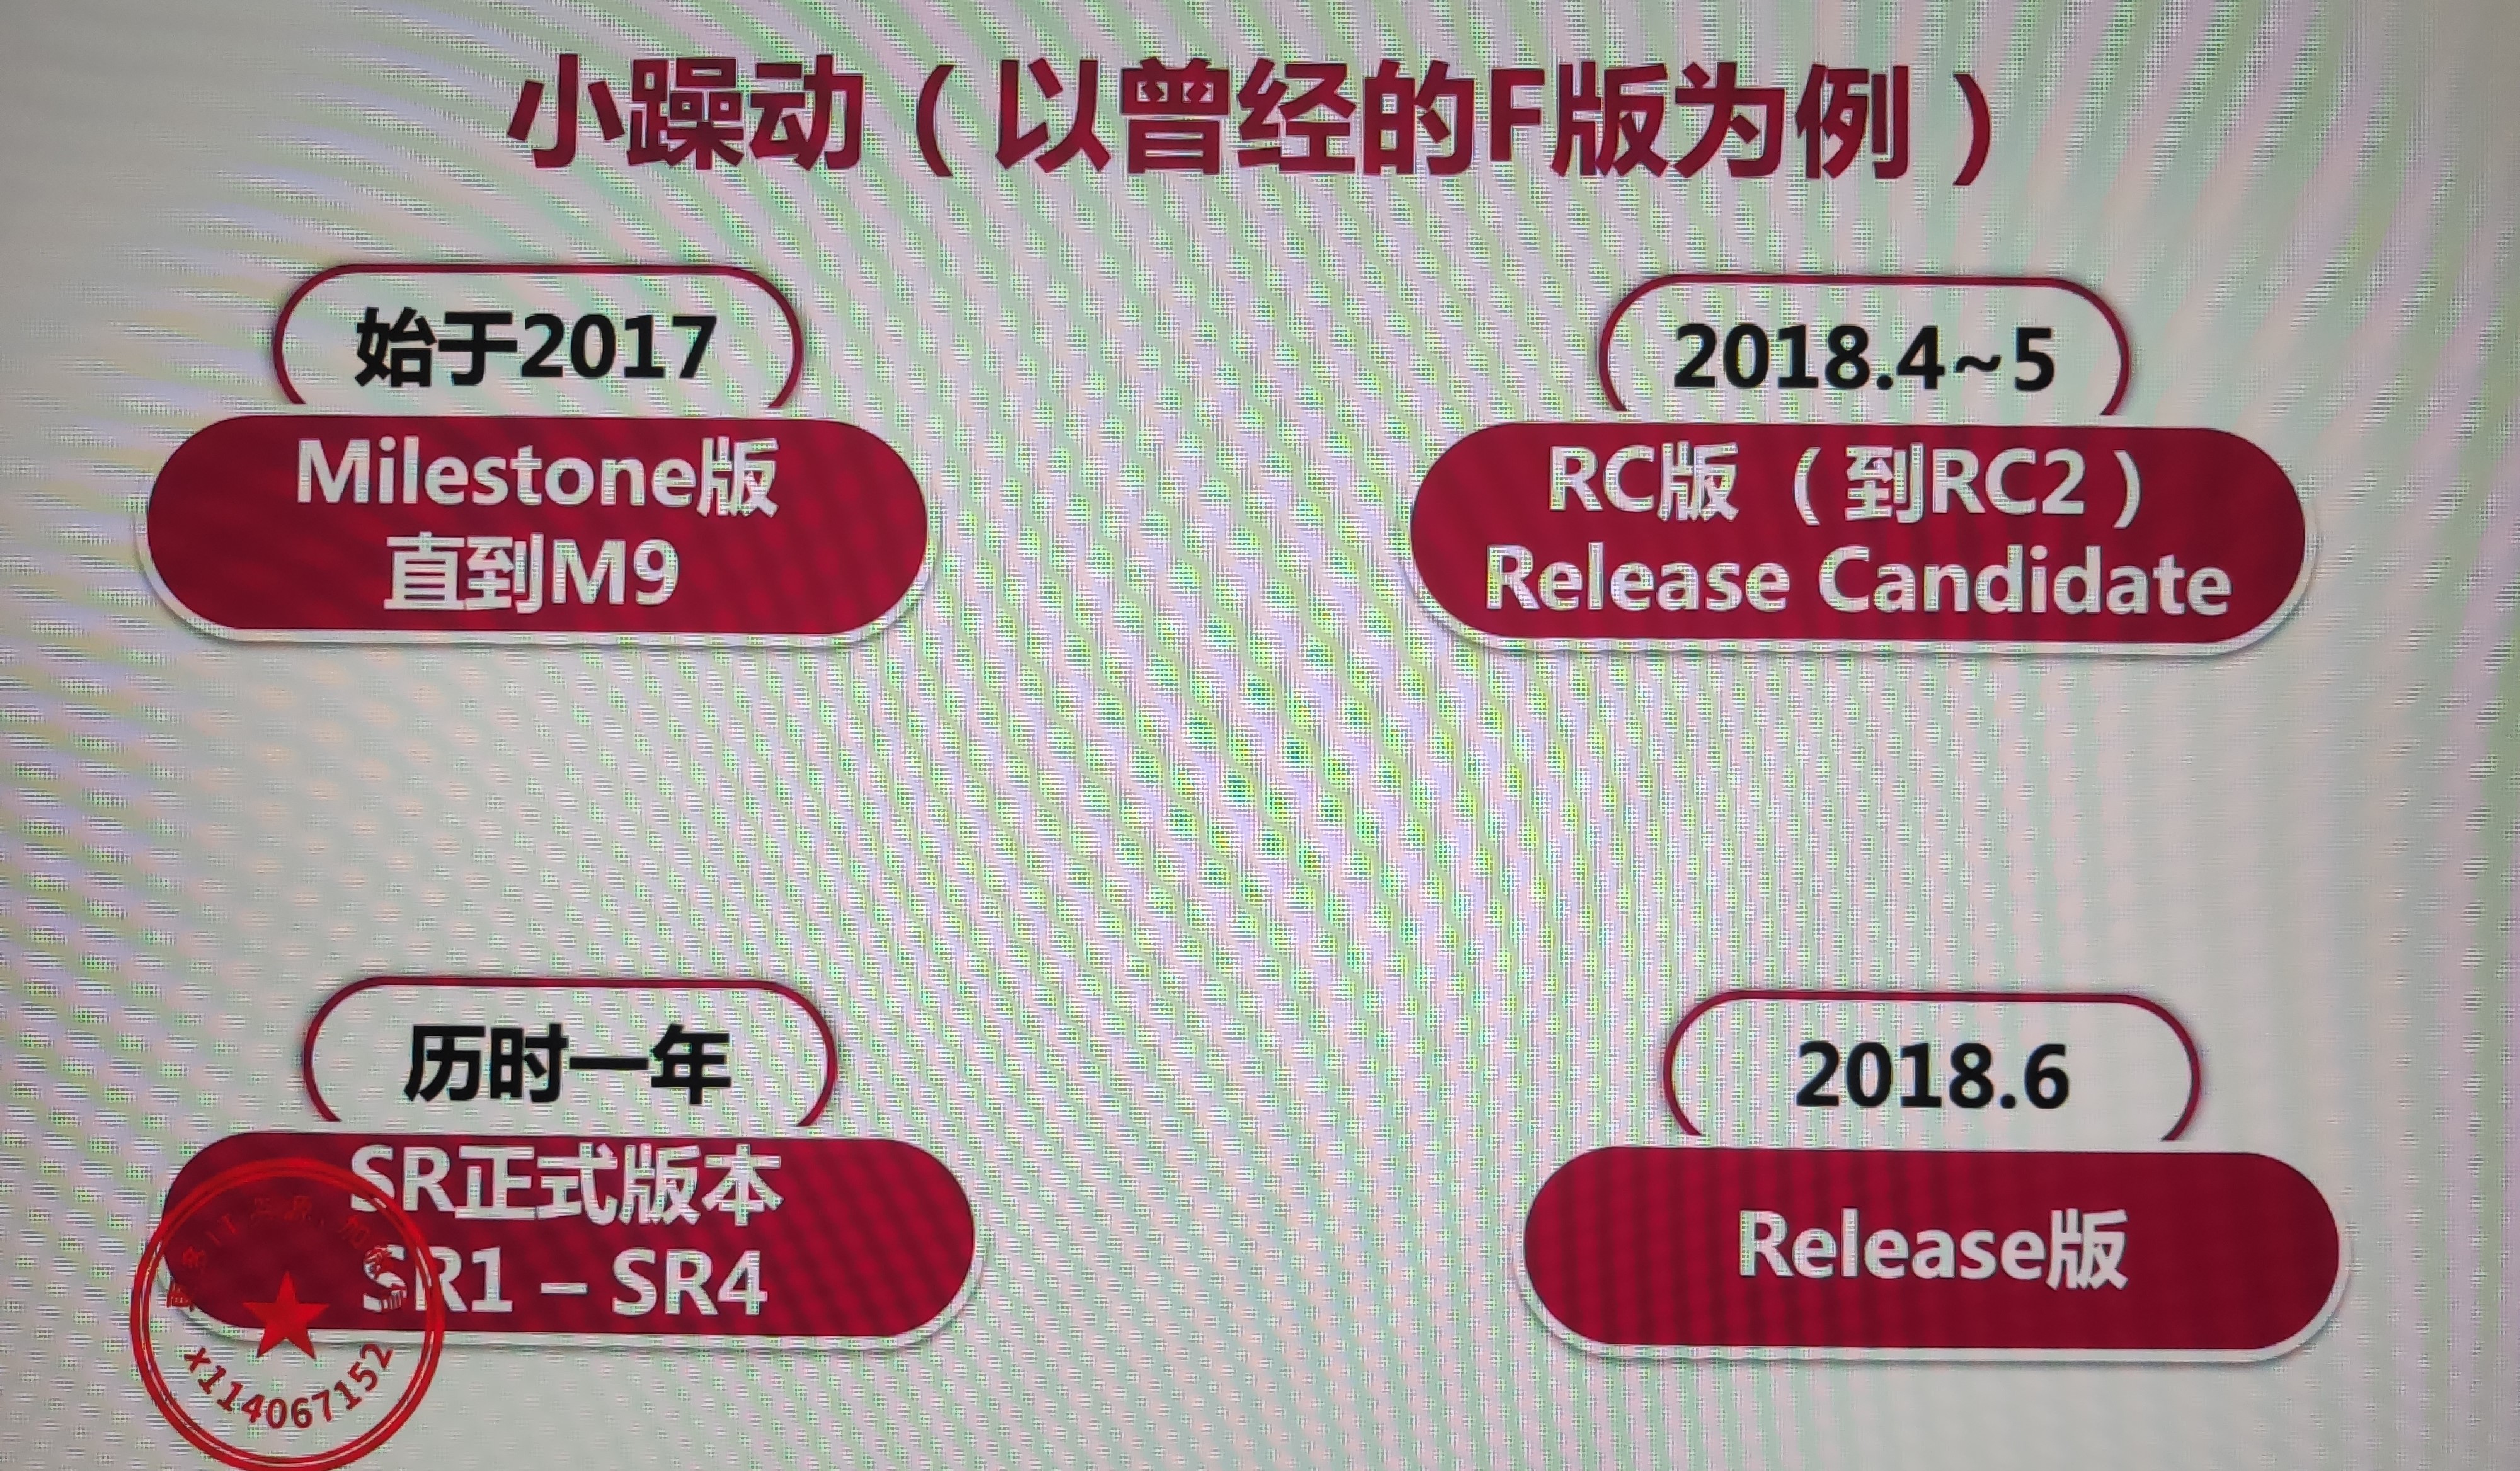 小躁动（以曾经的F版为例）
始于2017
Milestone版
直到M9
2018.4~5
RC版（到RC2）
Release Candidate
历时一年
SR正式版本
SR1 – SR4
2018.6
Release版
x114067152